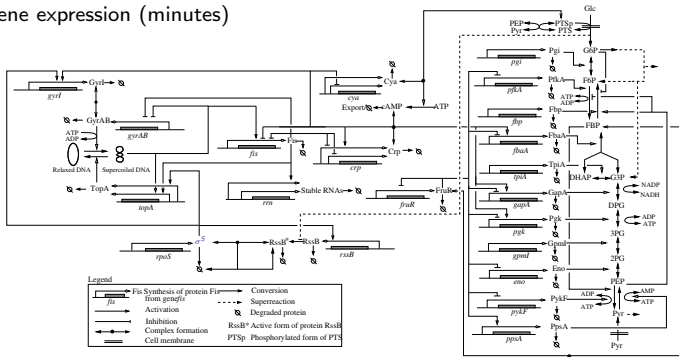 ene expression (minutes)
Glc
PEP
PTSp
Pyr
PTS
G6P
Pgi
pgi
GyrI
gyrI
Cya
cya
F6P
PfkA
pfkA
ATP
ADP
Export
cAMP
ATP
Fbp
fbp
GyrAB
gyrAB
ATP
ADP
FBP
FbaA
fbaA
Fis
fis
Crp
crp
Relaxed DNA
Supercoiled DNA
TpiA
tpiA
DHAP
G3P
NADP
NADH
TopA
topA
Stable RNAs
rrn
FruR
fruR
GapA
gapA
DPG
Pgk
pgk
ADP
ATP
3PG
GpmI
gpmI
σS
rpoS
RssB*
RssB
rssB
2PG
Eno
eno
PEP
ADP
ATP
AMP
ATP
PykF
pykF
Pyr
PpsA
ppsA
Pyr
Legend
Fis Synthesis of protein Fis
from gene fis
fis
Activation
Inhibition
Complex formation
Cell membrane
Conversion
Superreaction
Degraded protein
RssB* Active form of protein RssB
PTSp Phosphorylated form of PTS